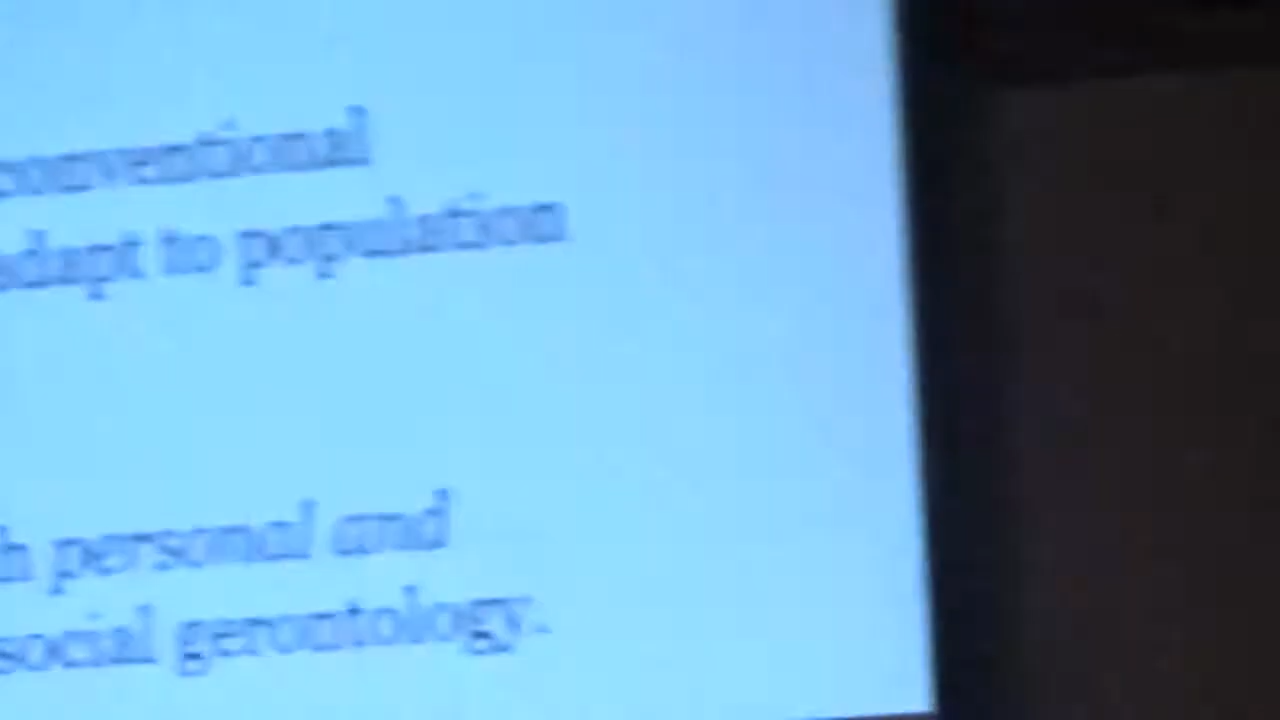 conventional
adapt to population
h personal and
social gerontology.